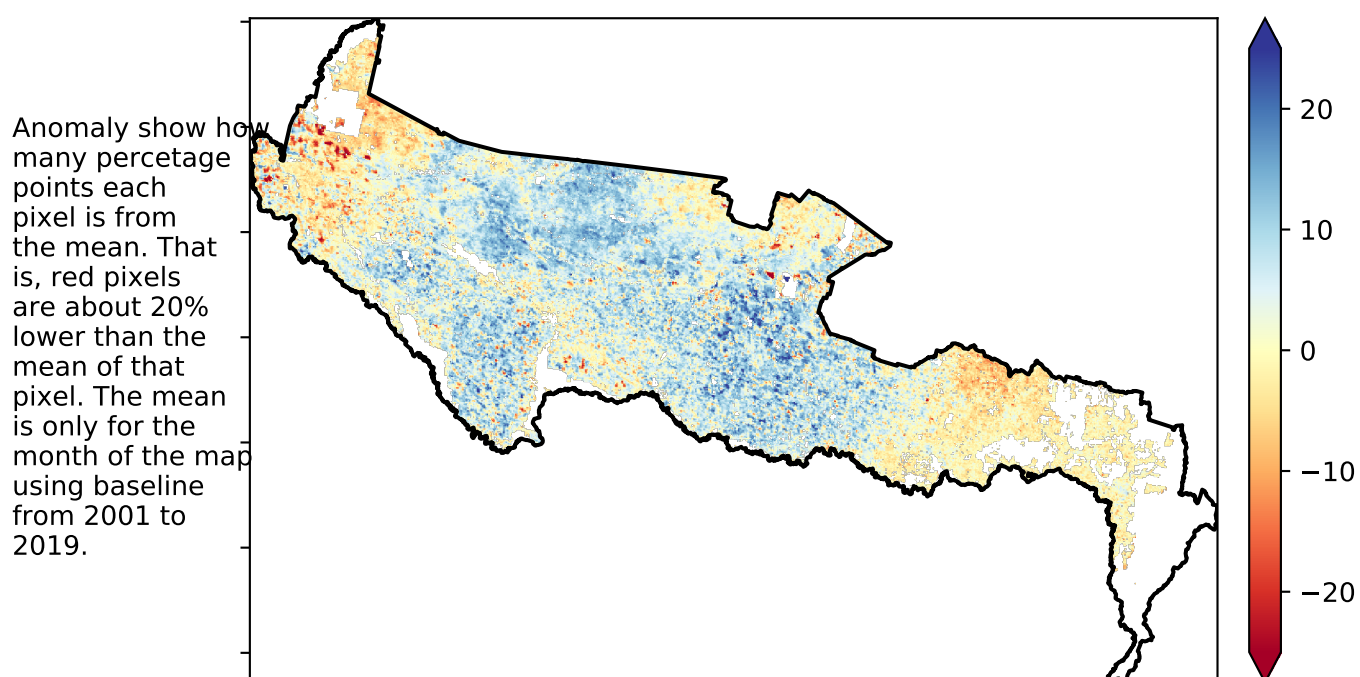 Anomaly show how
many percetage
points each
pixel is from
the mean. That
is, red pixels
are about 20%
lower than the
mean of that
pixel. The mean
is only for the
month of the map
using baseline
from 2001 to
2019.
20
10
0
−10
−20